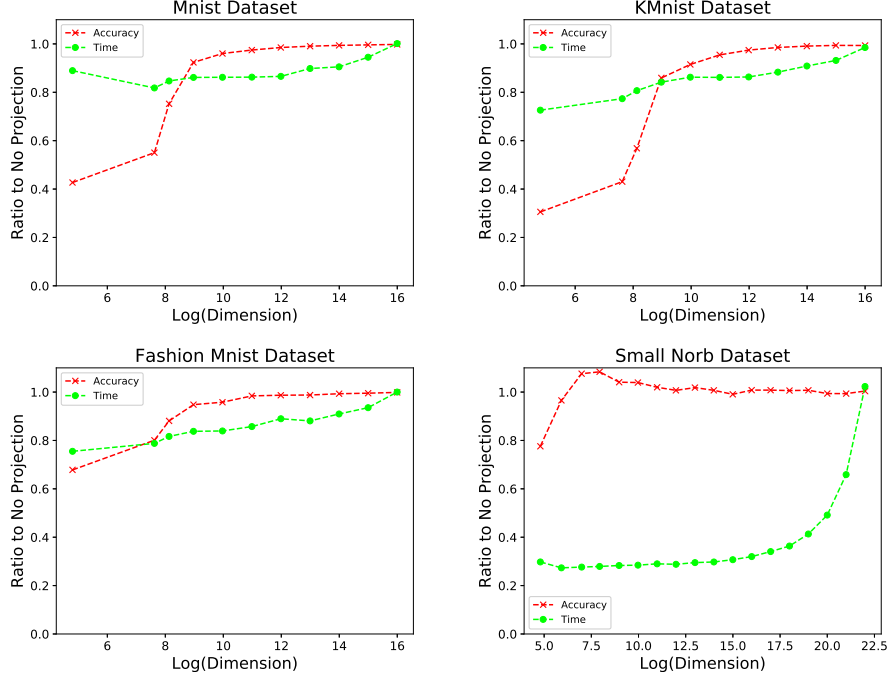 Mnist Dataset
Accuracy
Time
Ratio to No Projection
1.0
0.8
0.6
0.4
0.2
0.0
6 8 10 12 14 16
Log(Dimension)
KMnist Dataset
Accuracy
Time
Ratio to No Projection
1.0
0.8
0.6
0.4
0.2
0.0
6 8 10 12 14 16
Log(Dimension)
Fashion Mnist Dataset
Accuracy
Time
Ratio to No Projection
1.0
0.8
0.6
0.4
0.2
0.0
6 8 10 12 14 16
Log(Dimension)
Small Norb Dataset
Ratio to No Projection
1.0
0.8
0.6
0.4
0.2
0.0
Accuracy
Time
5.0 7.5 10.0 12.5 15.0 17.5 20.0 22.5
Log(Dimension)